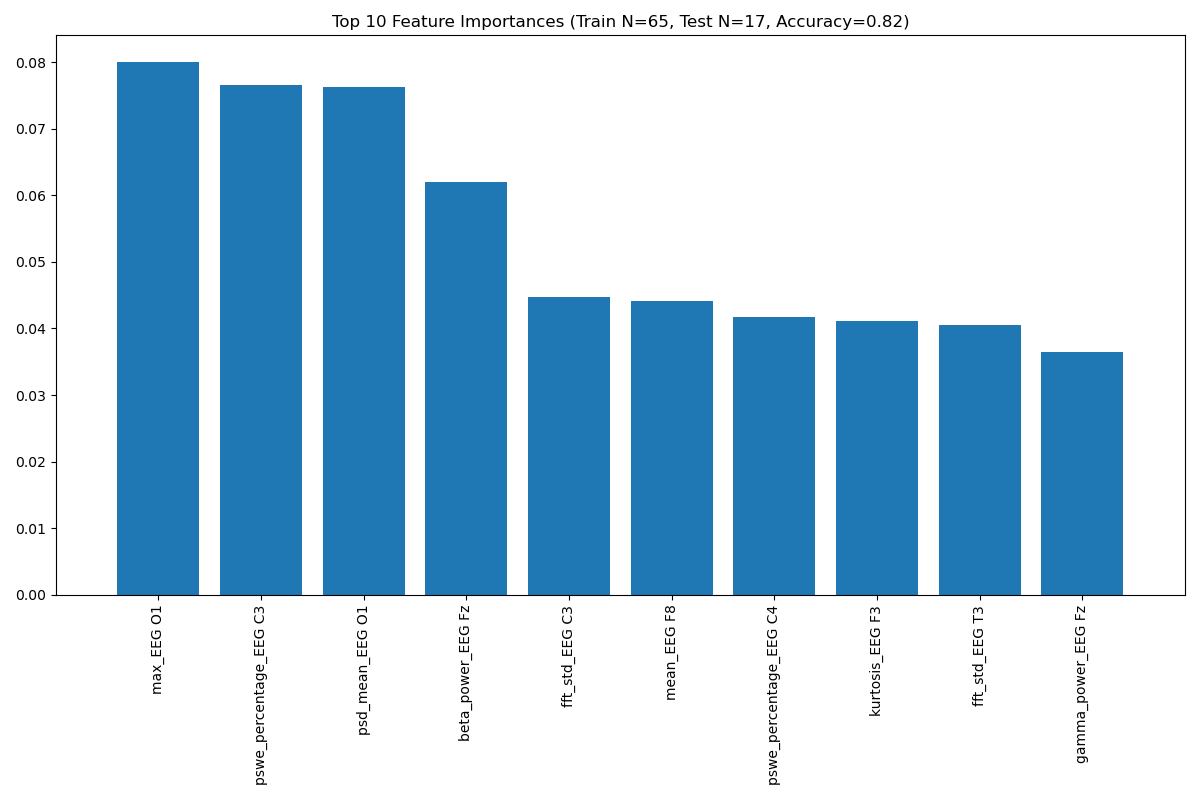 Top 10 Feature Importances (Train N=65, Test N=17, Accuracy=0.82)
0.08
0.07
0.06
0.05
0.04
0.03
0.02
0.01
0.00
max_EEG O1
pswe_percentage_EEG C3
psd_mean_EEG O1
beta_power_EEG Fz
fft_std_EEG C3
mean_EEG F8
pswe_percentage_EEG C4
kurtosis_EEG F3
fft_std_EEG T3
gamma_power_EEG Fz